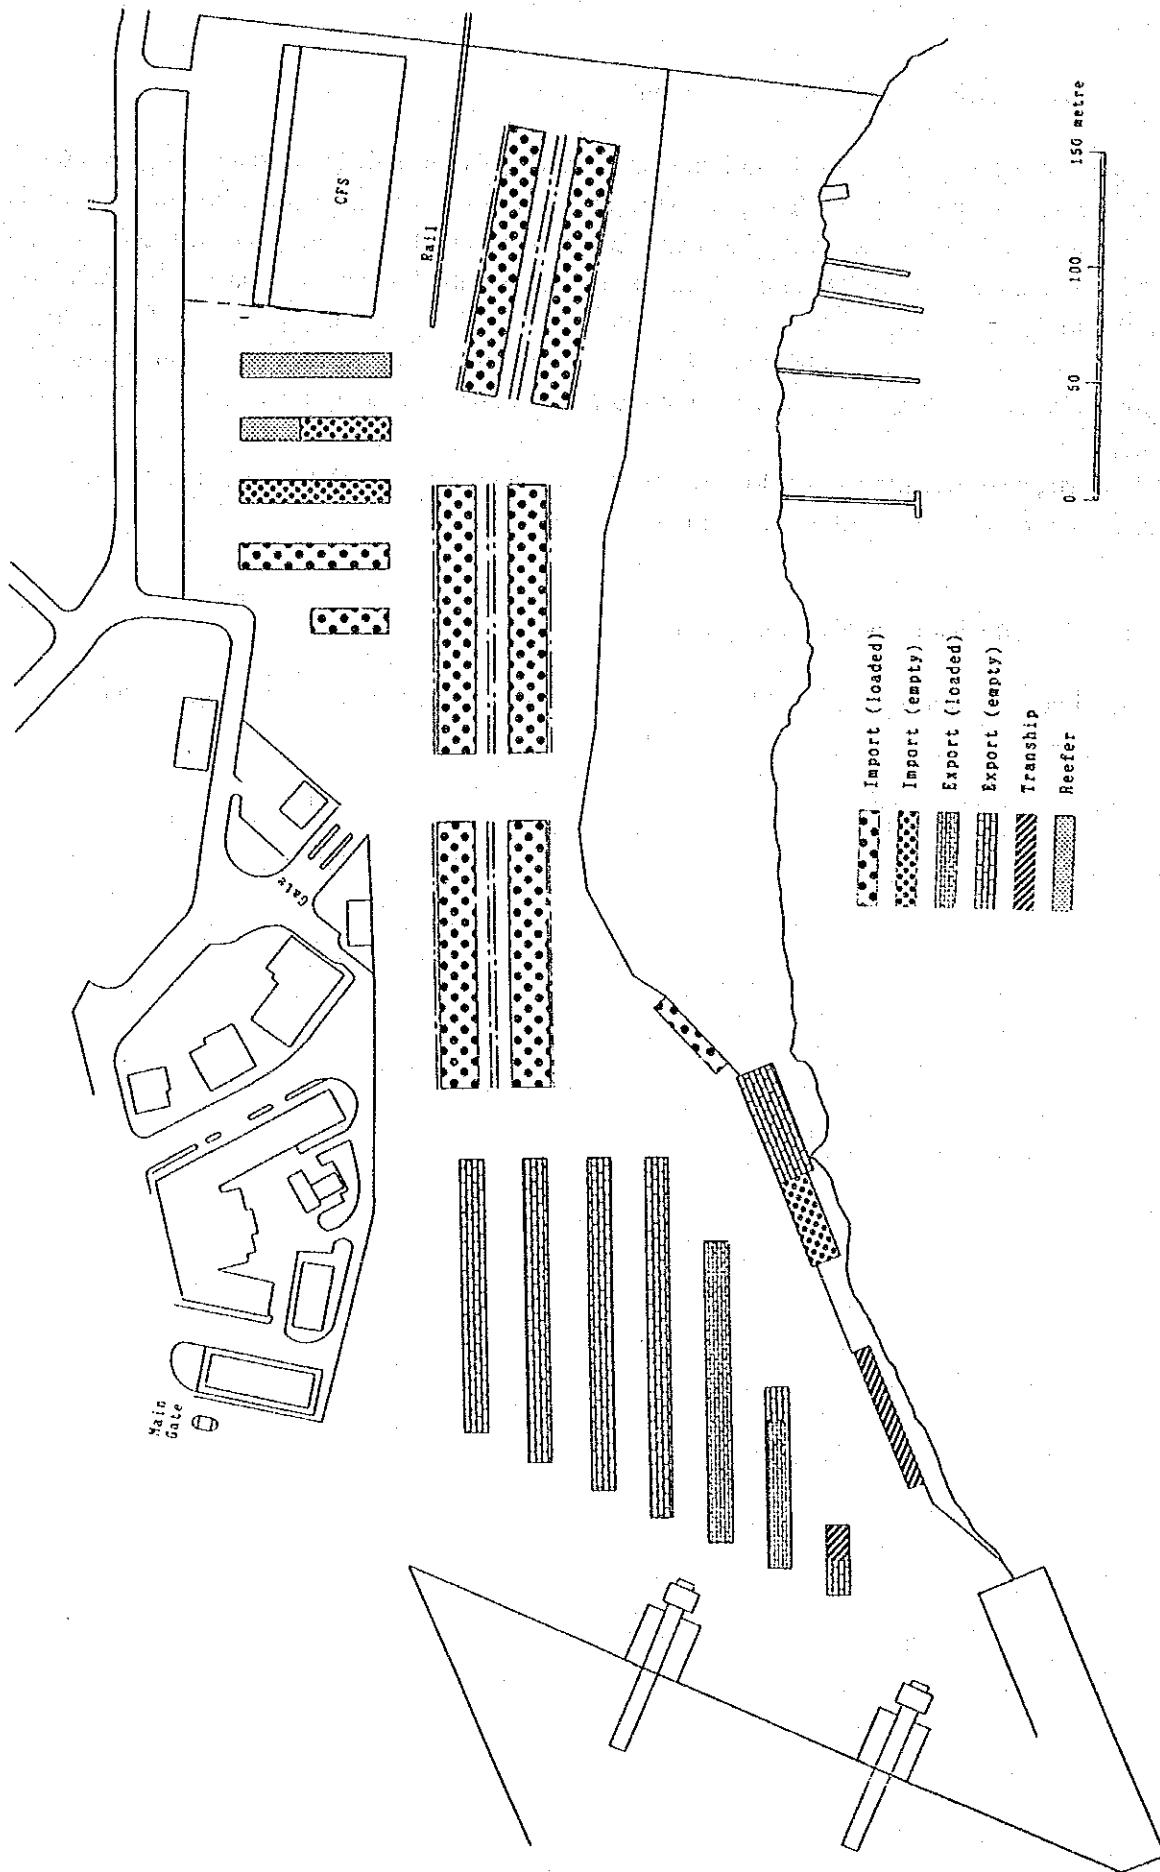 CFS
Rail
Gate
Main
Gate
Import (loaded)
Import (empty)
Export (loaded)
Export (empty)
Tranship
Reefer
0
50
100
150 metre